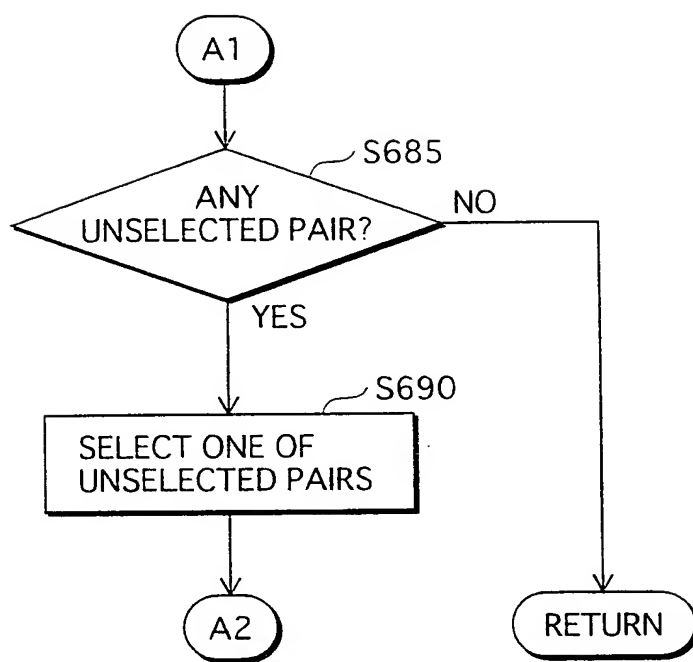 A1
S685
ANY
UNSELECTED PAIR?
NO
YES
S690
SELECT ONE OF
UNSELECTED PAIRS
A2
RETURN